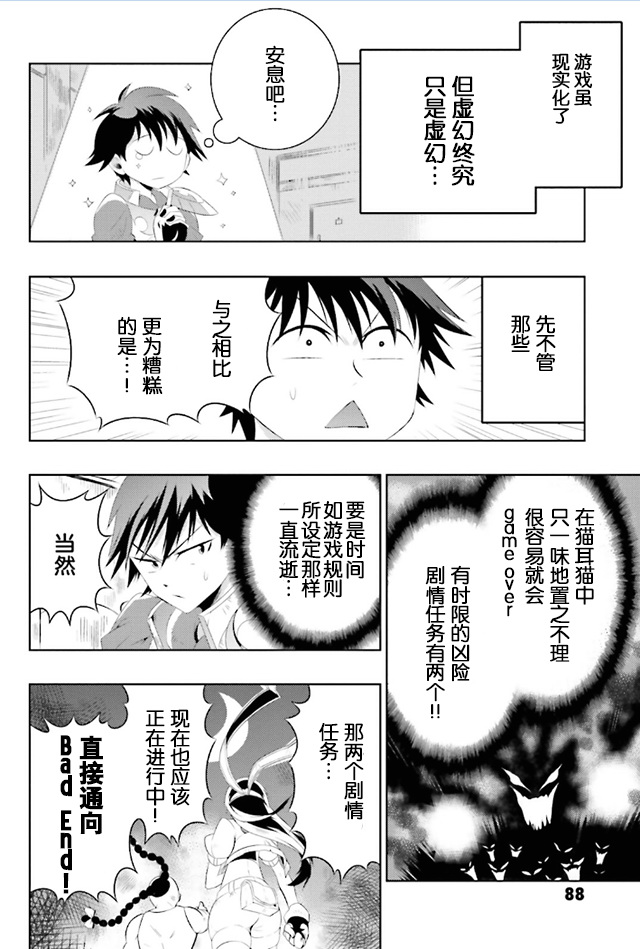 游戏虽
现实化了
但虚幻终究
只是虚幻…
安息吧…
先不管
那些
与之相比
更为糟糕
的是…!
在猫耳猫中
只一味地置之不理
很容易就会
game over
有时限的凶险
剧情任务有两个!!
要是时间
如游戏规则
所设定那样
一直流逝…
当然
那两个剧情
任务…
现在也应该
正在进行中!
直接通向
Bad End!
88